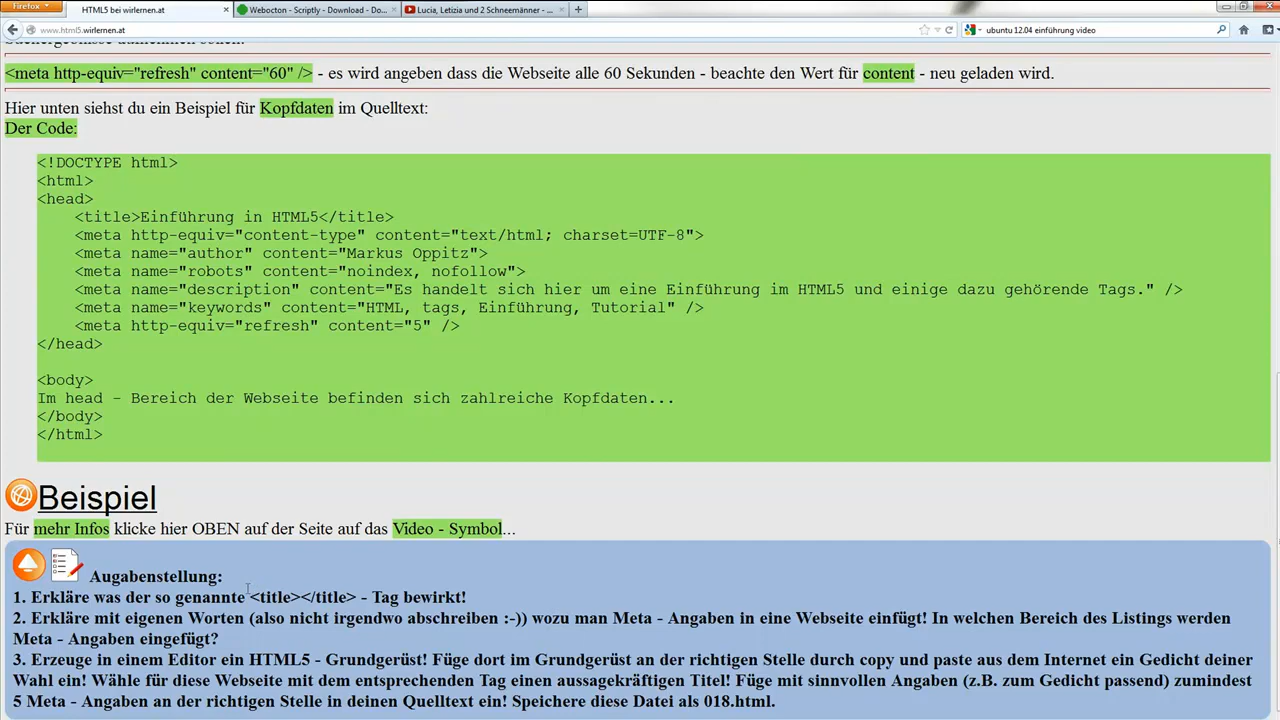 Firefox
HTML5 bei wirlernen.at
Webocton - Scriptly - Download - Do...
Lucia, Letizia und 2 Schneemänner - ...
www.html5.wirlernen.at
ubuntu 12.04 einführung video
<meta http-equiv="refresh" content="60" /> - es wird angeben dass die Webseite alle 60 Sekunden - beachte den Wert für content - neu geladen wird.
Hier unten siehst du ein Beispiel für Kopfdaten im Quelltext:
Der Code:
<!DOCTYPE html>
<html>
<head>
<title>Einführung in HTML5</title>
<meta http-equiv="content-type" content="text/html; charset=UTF-8">
<meta name="author" content="Markus Oppitz">
<meta name="robots" content="noindex, nofollow">
<meta name="description" content="Es handelt sich hier um eine Einführung im HTML5 und einige dazu gehörende Tags." />
<meta name="keywords" content="HTML, tags, Einführung, Tutorial" />
<meta http-equiv="refresh" content="5" />
</head>
<body>
Im head - Bereich der Webseite befinden sich zahlreiche Kopfdaten...
</body>
</html>
Beispiel
Für mehr Infos klicke hier OBEN auf der Seite auf das Video - Symbol...
Augabenstellung:
1. Erkläre was der so genannte <title></title> - Tag bewirkt!
2. Erkläre mit eigenen Worten (also nicht irgendwo abschreiben :-)) wozu man Meta - Angaben in eine Webseite einfügt! In welchen Bereich des Listings werden
Meta - Angaben eingefügt?
3. Erzeuge in einem Editor ein HTML5 - Grundgerüst! Füge dort im Grundgerüst an der richtigen Stelle durch copy und paste aus dem Internet ein Gedicht deiner
Wahl ein! Wähle für diese Webseite mit dem entsprechenden Tag einen aussagekräftigen Titel! Füge mit sinnvollen Angaben (z.B. zum Gedicht passend) zumindest
5 Meta - Angaben an der richtigen Stelle in deinen Quelltext ein! Speichere diese Datei als 018.html.